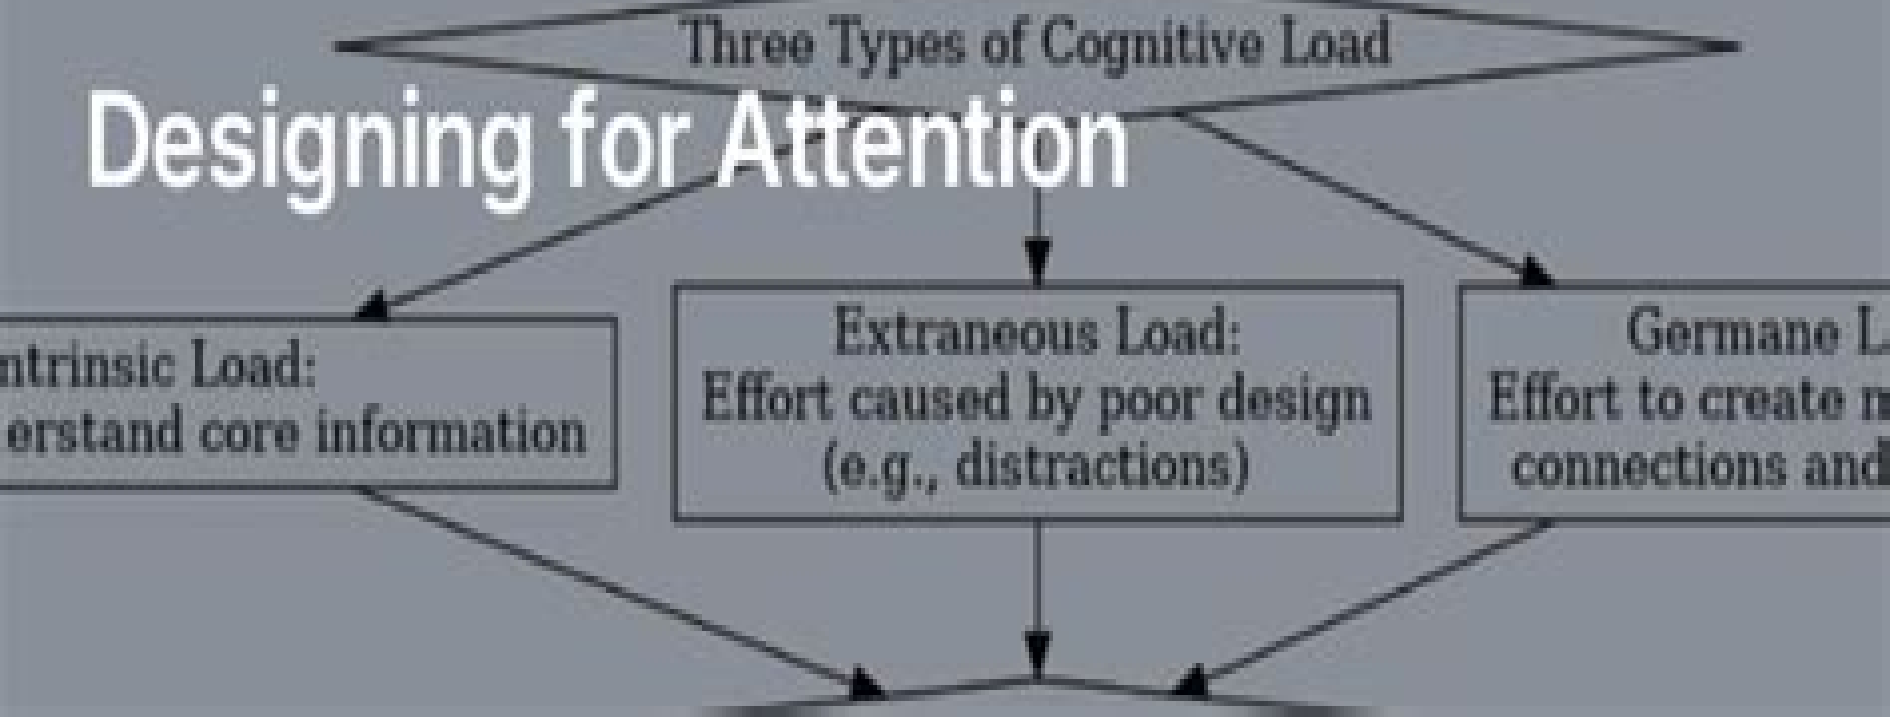 Three Types of Cognitive Load
Designing for Attention
ntrinsic Load:
erstand core information
Extraneous Load:
Effort caused by poor design
(e.g., distractions)
Germane L
Effort to create
connections and